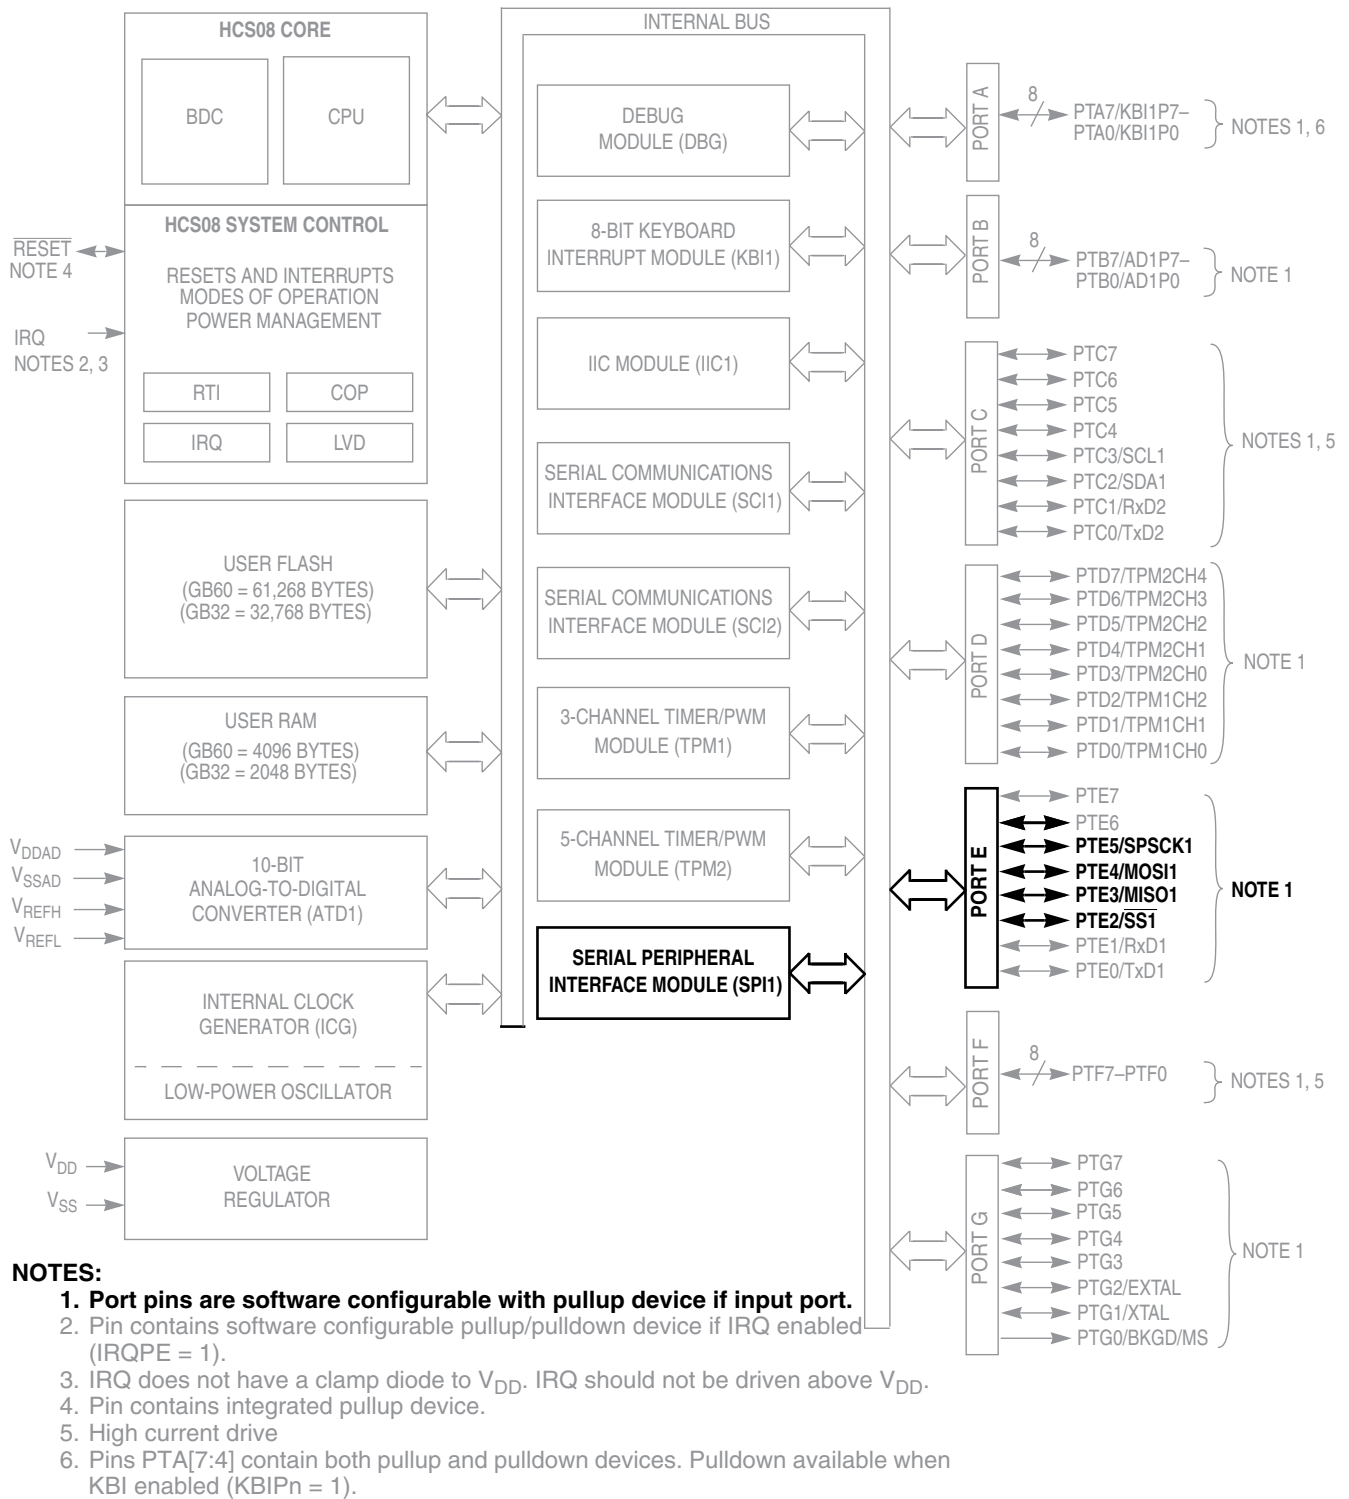 HCS08 CORE
BDC
CPU
HCS08 SYSTEM CONTROL
RESETS AND INTERRUPTS
MODES OF OPERATION
POWER MANAGEMENT
RTI
COP
IRQ
LVD
RESET
NOTE 4
IRQ
NOTES 2, 3
USER FLASH
(GB60 = 61,268 BYTES)
(GB32 = 32,768 BYTES)
USER RAM
(GB60 = 4096 BYTES)
(GB32 = 2048 BYTES)
VDDAD
VSSAD
VREFH
VREFL
10-BIT
ANALOG-TO-DIGITAL
CONVERTER (ATD1)
INTERNAL CLOCK
GENERATOR (ICG)
LOW-POWER OSCILLATOR
VDD
VSS
VOLTAGE
REGULATOR
INTERNAL BUS
DEBUG
MODULE (DBG)
8-BIT KEYBOARD
INTERRUPT MODULE (KBI1)
IIC MODULE (IIC1)
SERIAL COMMUNICATIONS
INTERFACE MODULE (SCI1)
SERIAL COMMUNICATIONS
INTERFACE MODULE (SCI2)
3-CHANNEL TIMER/PWM
MODULE (TPM1)
5-CHANNEL TIMER/PWM
MODULE (TPM2)
SERIAL PERIPHERAL
INTERFACE MODULE (SPI1)
PORT A
8
PTA7/KBI1P7–
PTA0/KBI1P0
NOTES 1, 6
PORT B
8
PTB7/AD1P7–
PTB0/AD1P0
NOTE 1
PORT C
PTC7
PTC6
PTC5
PTC4
PTC3/SCL1
PTC2/SDA1
PTC1/RxD2
PTC0/TxD2
NOTES 1, 5
PORT D
PTD7/TPM2CH4
PTD6/TPM2CH3
PTD5/TPM2CH2
PTD4/TPM2CH1
PTD3/TPM2CH0
PTD2/TPM1CH2
PTD1/TPM1CH1
PTD0/TPM1CH0
NOTE 1
PORT E
PTE7
PTE6
PTE5/SPSCK1
PTE4/MOSI1
PTE3/MISO1
PTE2/SS1
PTE1/RxD1
PTE0/TxD1
NOTE 1
PORT F
8
PTF7–PTF0
NOTES 1, 5
PORT G
PTG7
PTG6
PTG5
PTG4
PTG3
PTG2/EXTAL
PTG1/XTAL
PTG0/BKGD/MS
NOTE 1
NOTES:
1. Port pins are software configurable with pullup device if input port.
2. Pin contains software configurable pullup/pulldown device if IRQ enabled
(IRQPE = 1).
3. IRQ does not have a clamp diode to VDD. IRQ should not be driven above VDD.
4. Pin contains integrated pullup device.
5. High current drive
6. Pins PTA[7:4] contain both pullup and pulldown devices. Pulldown available when
KBI enabled (KBIPn = 1).